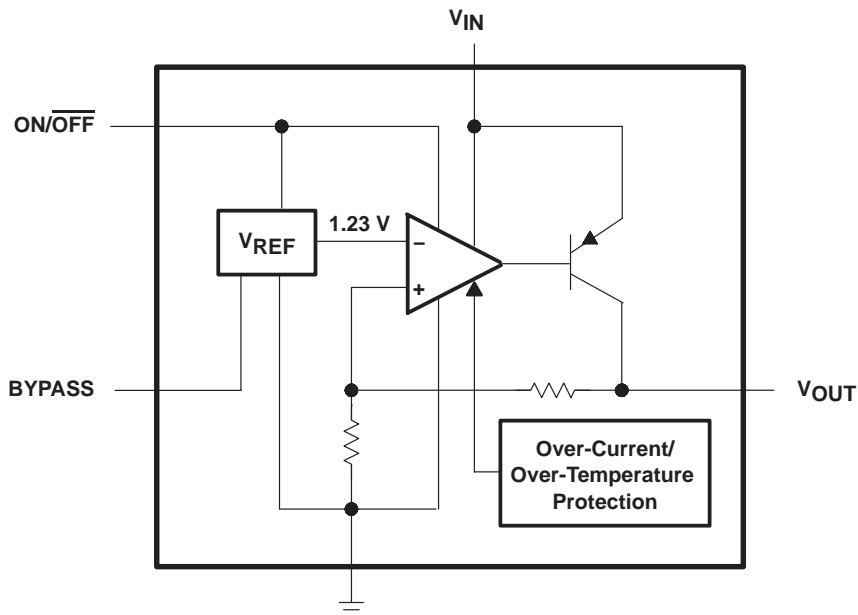 VIN
ON/OFF
1.23 V
VREF
−
+
BYPASS
VOUT
Over-Current/
Over-Temperature
Protection